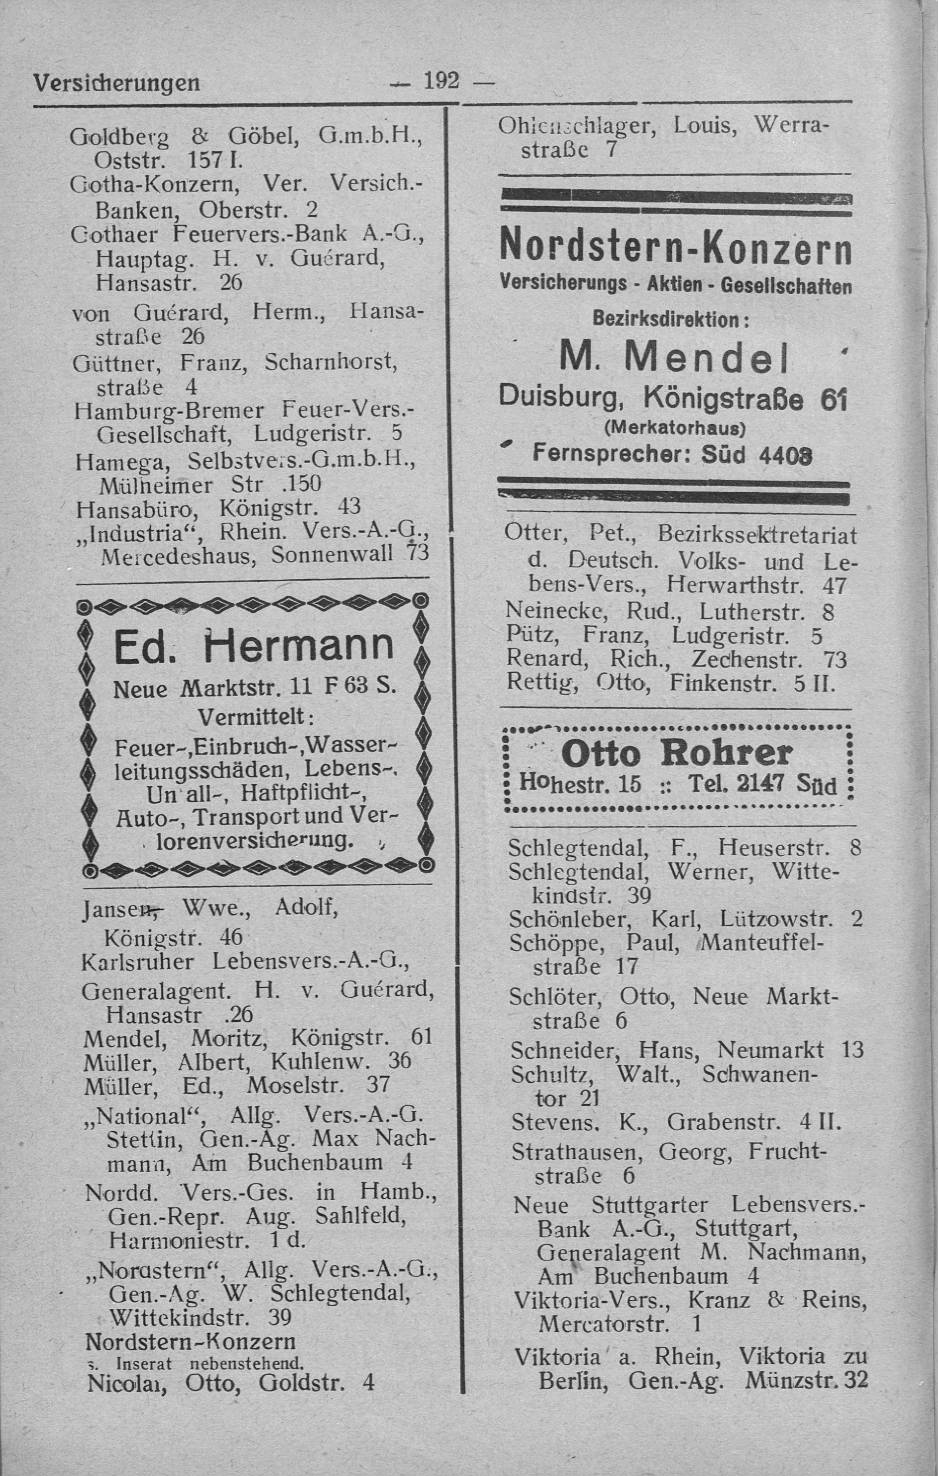 Versicherungen — 192 —
Goldberg & Göbel, G.m.b.H.,
Oststr. 157 I.
Gotha-Konzern, Ver. Versich.-
Banken, Oberstr. 2
Gothaer Feuervers.-Bank A.-G.,
Hauptag. H. v. Guérard,
Hansastr. 26
von Guérard, Herm., Hansa-
straße 26
Güttner, Franz, Scharnhorst,
straße 4
Hamburg-Bremer Feuer-Vers.-
Gesellschaft, Ludgeristr. 5
Hamega, Selbstvers.-G.m.b.H.,
Mülheimer Str .150
Hansabüro, Königstr. 43
„Industria“, Rhein. Vers.-A.-G.,
Mercedeshaus, Sonnenwall 73
Ed. Hermann
Neue Marktstr. 11 F 63 S.
Vermittelt:
Feuer-,Einbruch-,Wasser-
leitungsschäden, Lebens-,
Un all-, Haftpflicht-,
Auto-, Transport und Ver-
lorenversicherung.
Jansen, Wwe., Adolf,
Königstr. 46
Karlsruher Lebensvers.-A.-G.,
Generalagent. H. v. Guérard,
Hansastr .26
Mendel, Moritz, Königstr. 61
Müller, Albert, Kuhlenw. 36
Müller, Ed., Moselstr. 37
„National“, Allg. Vers.-A.-G.
Stettin, Gen.-Ag. Max Nach-
mann, Am Buchenbaum 4
Nordd. Vers.-Ges. in Hamb.,
Gen.-Repr. Aug. Sahlfeld,
Harmoniestr. 1 d.
„Nordstern“, Allg. Vers.-A.-G.,
Gen.-Ag. W. Schlegtendal,
Wittekindstr. 39
Nordstern-Konzern
s. Inserat nebenstehend.
Nicolai, Otto, Goldstr. 4
Ohlenschlager, Louis, Werra-
straße 7
Nordstern-Konzern
Versicherungs - Aktien - Gesellschaften
Bezirksdirektion:
M. Mendel
Duisburg, Königstraße 61
(Merkatorhaus)
Fernsprecher: Süd 4403
Otter, Pet., Bezirkssektretariat
d. Deutsch. Volks- und Le-
bens-Vers., Herwarthstr. 47
Neinecke, Rud., Lutherstr. 8
Pütz, Franz, Ludgeristr. 5
Renard, Rich., Zechenstr. 73
Rettig, Otto, Finkenstr. 5 II.
Otto Rohrer
Hohestr. 15 :: Tel. 2147 Süd
Schlegtendal, F., Heuserstr. 8
Schlegtendal, Werner, Witte-
kindstr. 39
Schönleber, Karl, Lützowstr. 2
Schöppe, Paul, Manteuffel-
straße 17
Schlöter, Otto, Neue Markt-
straße 6
Schneider, Hans, Neumarkt 13
Schultz, Walt., Schwanen-
tor 21
Stevens. K., Grabenstr. 4 II.
Strathausen, Georg, Frucht-
straße 6
Neue Stuttgarter Lebensvers.-
Bank A.-G., Stuttgart,
Generalagent M. Nachmann,
Am Buchenbaum 4
Viktoria-Vers., Kranz & Reins,
Mercatorstr. 1
Viktoria a. Rhein, Viktoria zu
Berlin, Gen.-Ag. Münzstr. 32